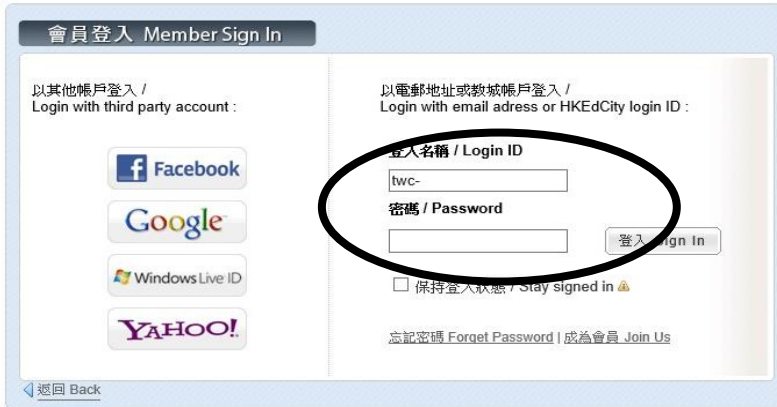 會員登入 Member Sign In
以其他帳戶登入 /
Login with third party account :
Facebook
Google
Windows Live ID
YAHOO!
以電郵地址或教城帳戶登入 /
Login with email adress or HKEdCity login ID :
登入名稱 / Login ID
twc-
密碼 / Password
登入 Sign In
保持登入狀態 / Stay signed in
忘記密碼 Forget Password | 成為會員 Join Us
返回 Back